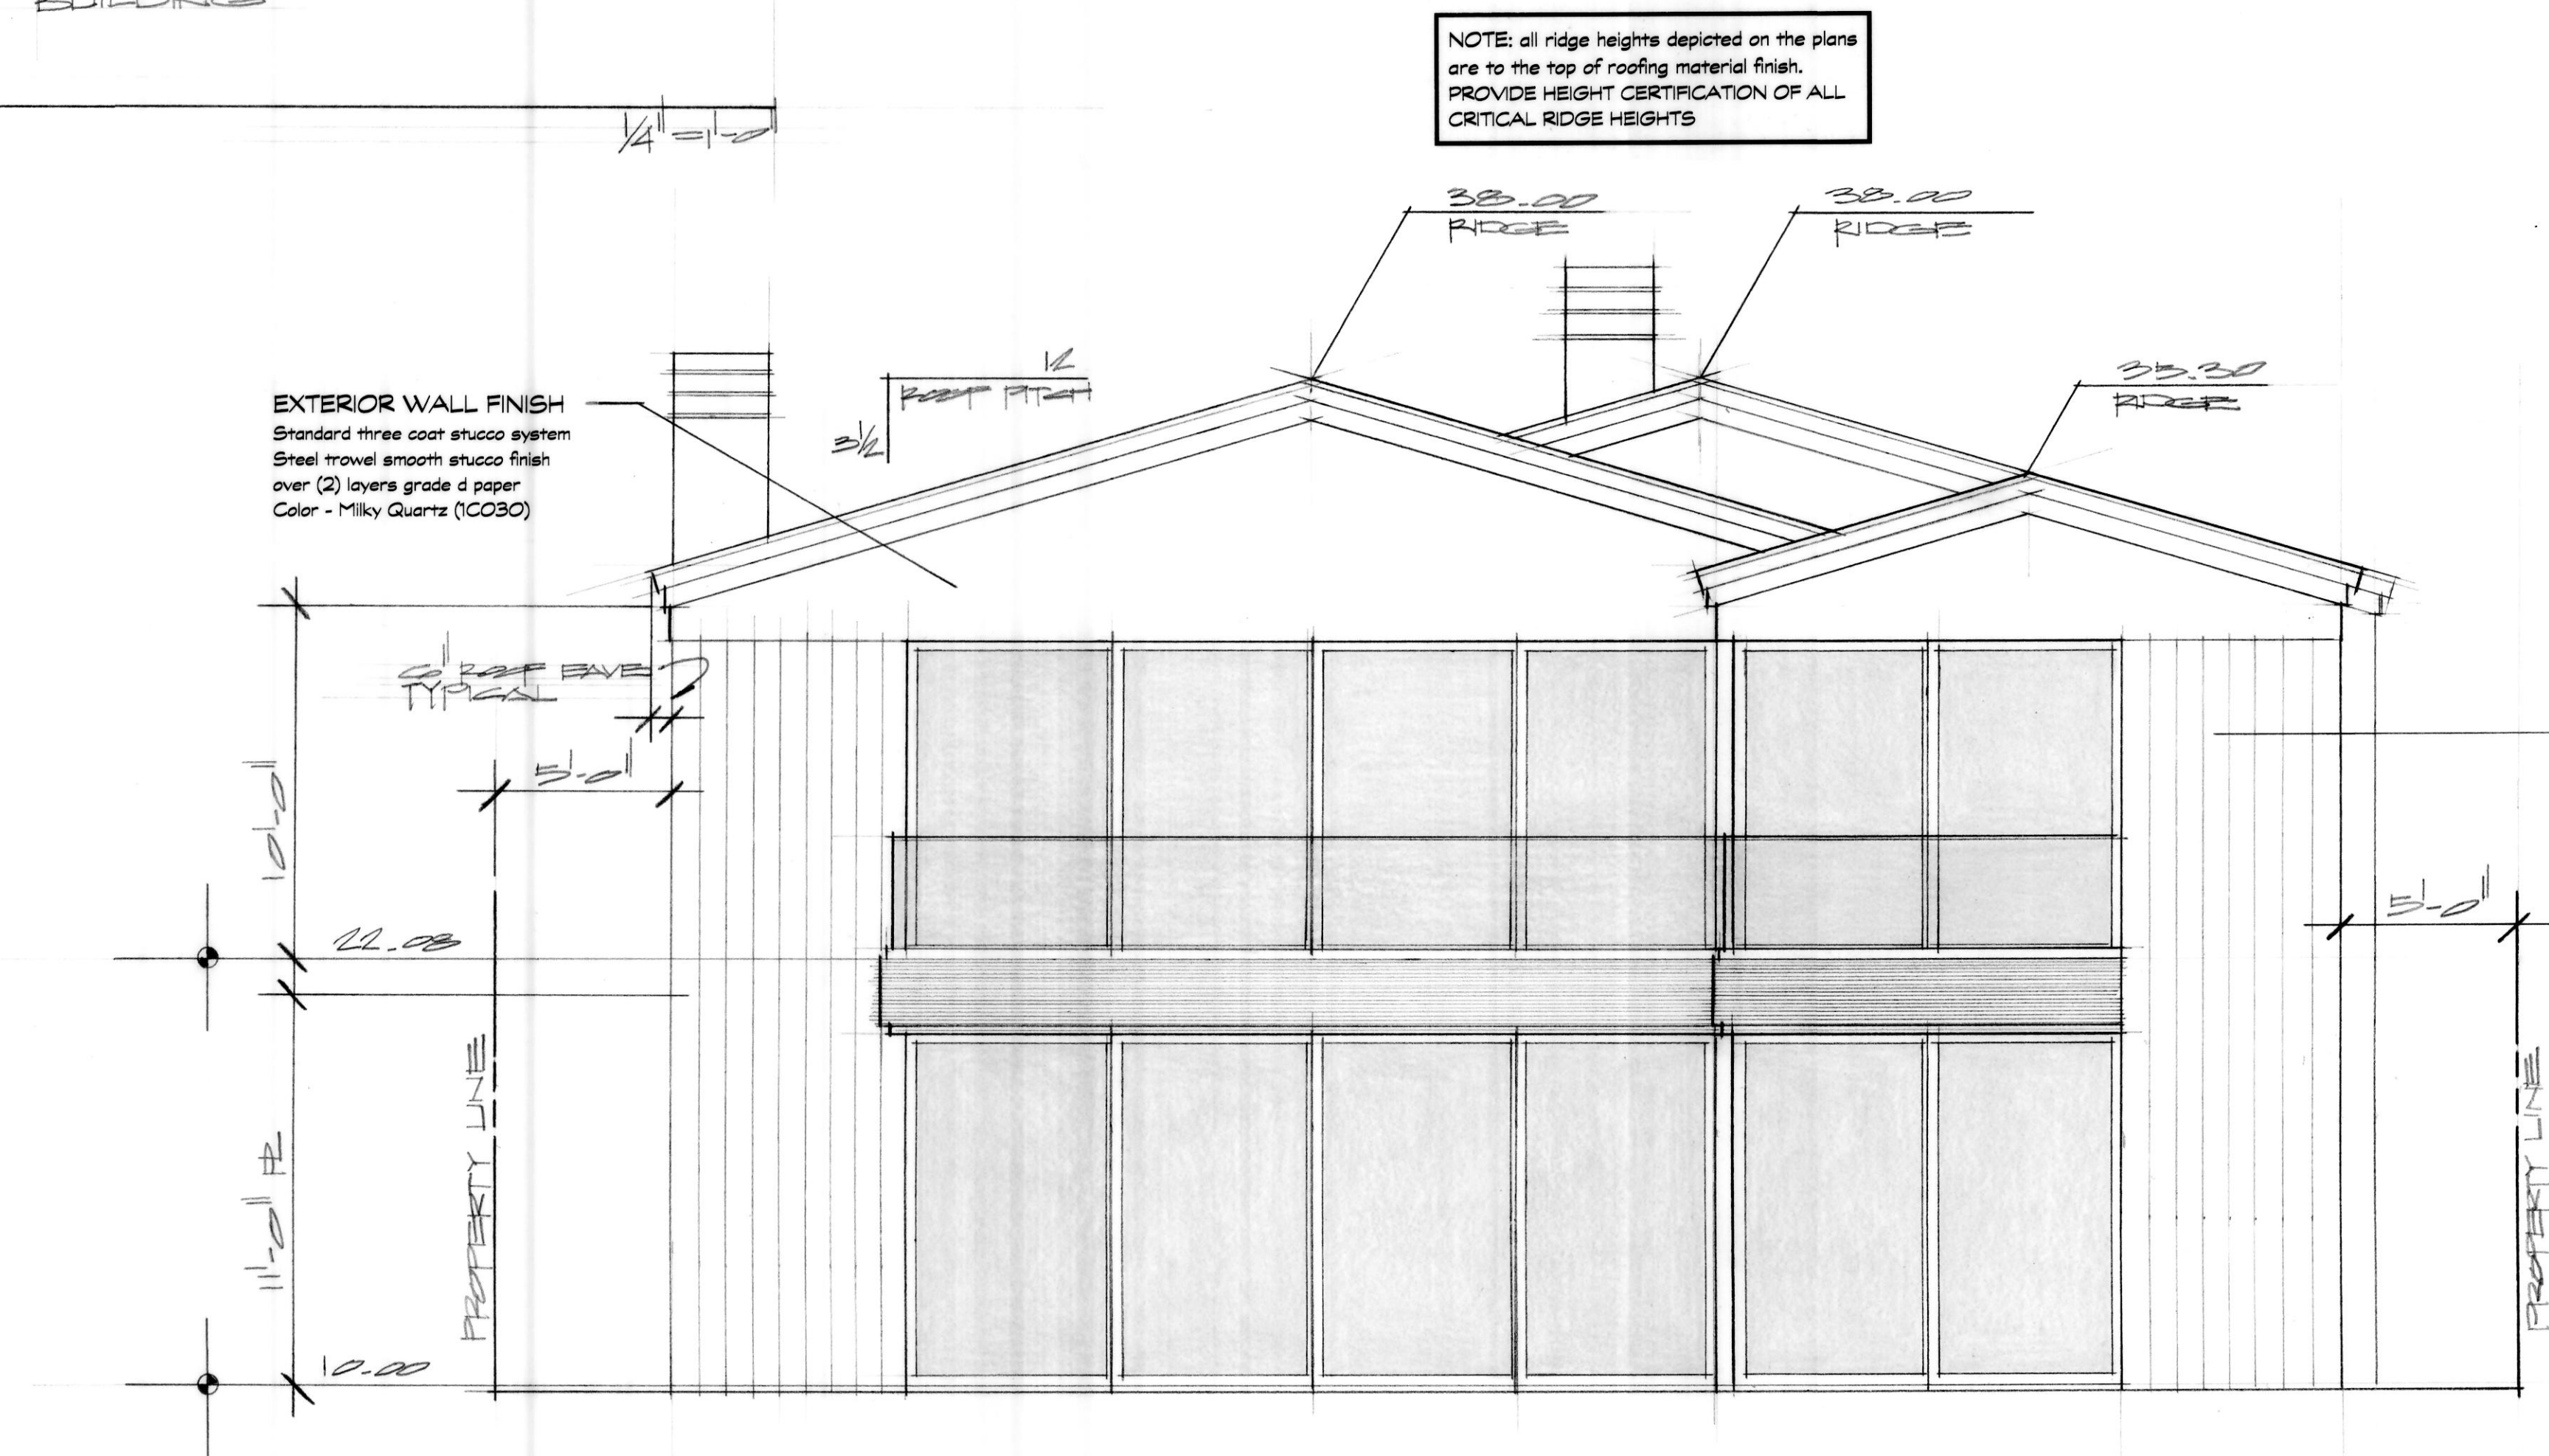 BUILDING
1/4" = 1'-0"
NOTE: all ridge heights depicted on the plans
are to the top of roofing material finish.
PROVIDE HEIGHT CERTIFICATION OF ALL
CRITICAL RIDGE HEIGHTS
38.00
RIDGE
38.00
RIDGE
35.30
RIDGE
12
ROOF PITCH
3 1/2
EXTERIOR WALL FINISH
Standard three coat stucco system
Steel trowel smooth stucco finish
over (2) layers grade d paper
Color - Milky Quartz (1C030)
6" ROOF EAVE
TYPICAL
5'-0"
10'-0"
22.08
5'-0"
PROPERTY LINE
11'-0" PL
10.00
PROPERTY LINE